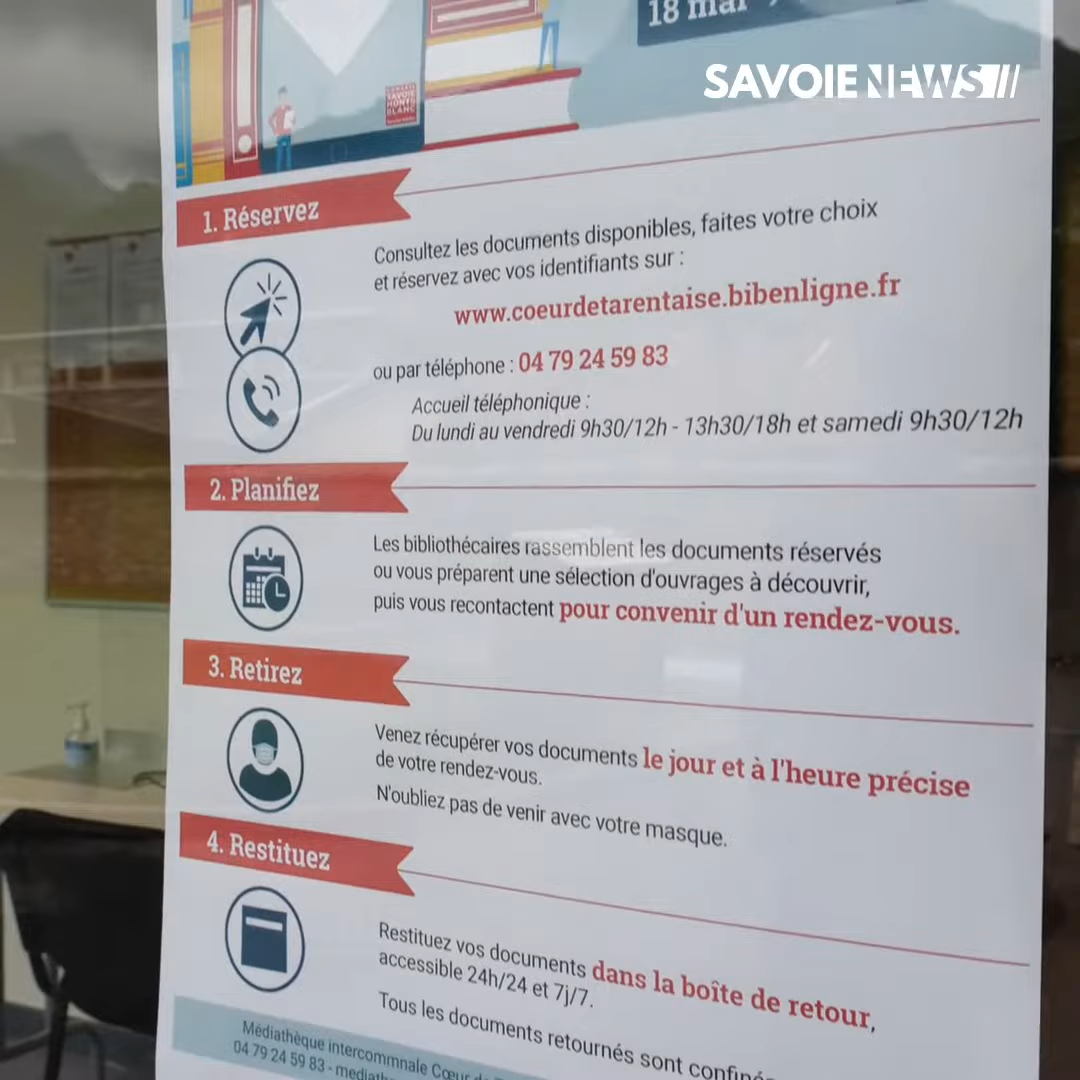 18 mai
SAVOIE NEWS
SAVOIE
MONT
BLANC
1. Réservez
Consultez les documents disponibles, faites votre choix
et réservez avec vos identifiants sur :
www.coeurdetarentaise.bibenligne.fr
ou par téléphone : 04 79 24 59 83
Accueil téléphonique :
Du lundi au vendredi 9h30/12h - 13h30/18h et samedi 9h30/12h
2. Planifiez
Les bibliothécaires rassemblent les documents réservés
ou vous préparent une sélection d'ouvrages à découvrir,
puis vous recontactent pour convenir d'un rendez-vous.
3. Retirez
Venez récupérer vos documents le jour et à l'heure précise
de votre rendez-vous.
N'oubliez pas de venir avec votre masque.
4. Restituez
Restituez vos documents dans la boîte de retour,
accessible 24h/24 et 7j/7.
Tous les documents retournés sont
Médiathèque intercommnale Cœur
04 79 24 59 83 -